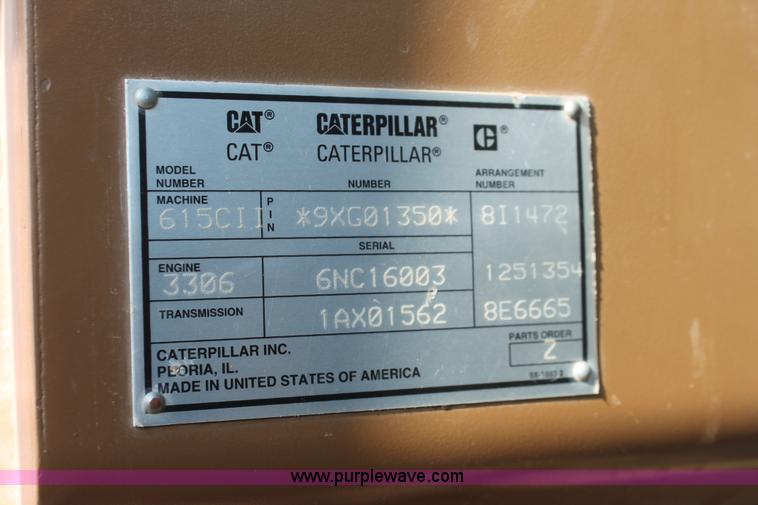 CAT® CATERPILLAR®
CAT® CATERPILLAR® ®
MODEL NUMBER NUMBER ARRANGEMENT NUMBER
MACHINE 615CII PIN *9XG01350* 8I1472
SERIAL
ENGINE 3306 6NC16003 1251354
TRANSMISSION 1AX01562 8E6665
PARTS ORDER
Z
CATERPILLAR INC.
PEORIA, IL.
MADE IN UNITED STATES OF AMERICA
www.purplewave.com